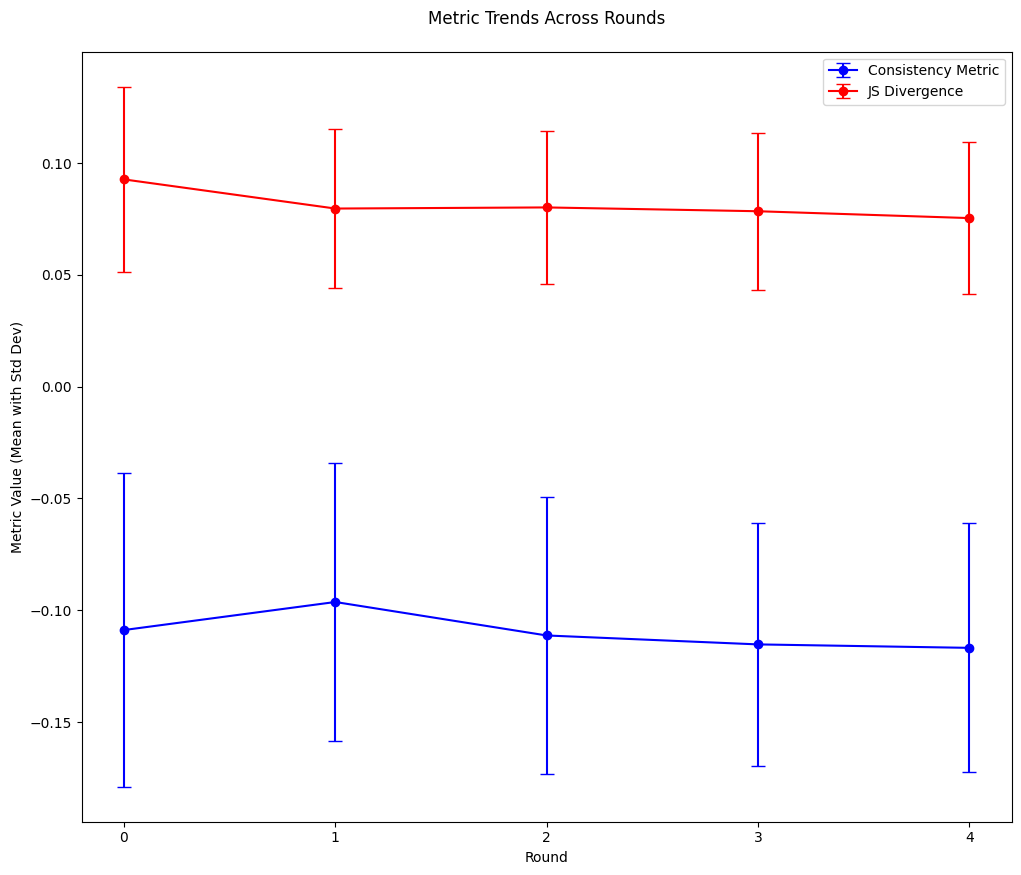 Metric Trends Across Rounds
Consistency Metric
JS Divergence
Metric Value (Mean with Std Dev)
0.10
0.05
0.00
−0.05
−0.10
−0.15
0 1 2 3 4
Round